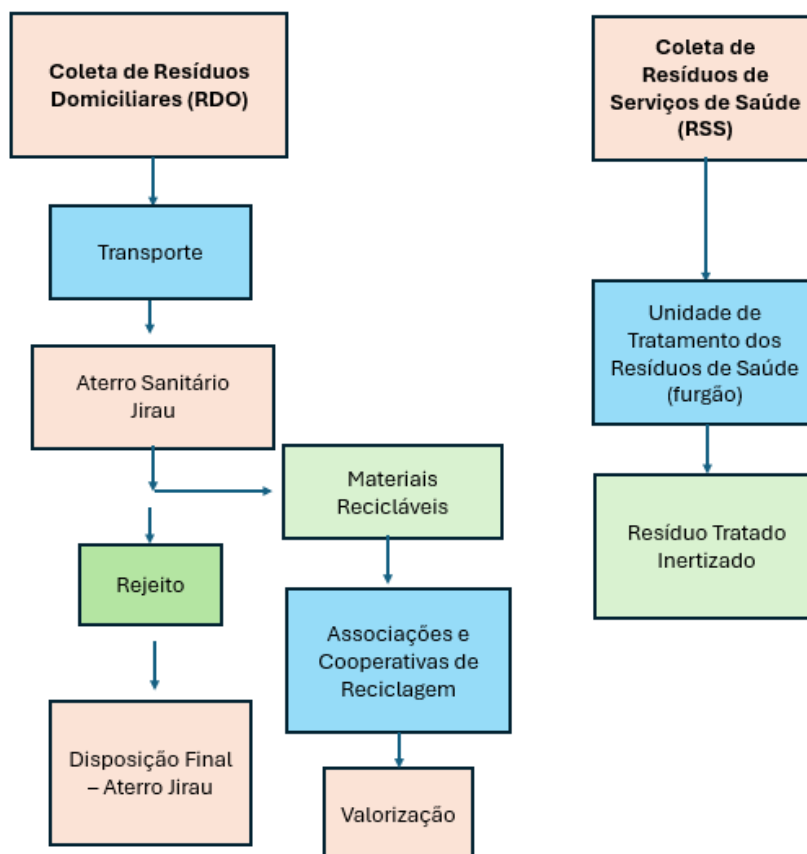 Coleta de Resíduos
Domiciliares (RDO)
Transporte
Aterro Sanitário
Jirau
Materiais
Recicláveis
Rejeito
Associações e
Cooperativas de
Reciclagem
Disposição Final
– Aterro Jirau
Valorização
Coleta de
Resíduos de
Serviços de Saúde
(RSS)
Unidade de
Tratamento dos
Resíduos de Saúde
(furgão)
Resíduo Tratado
Inertizado